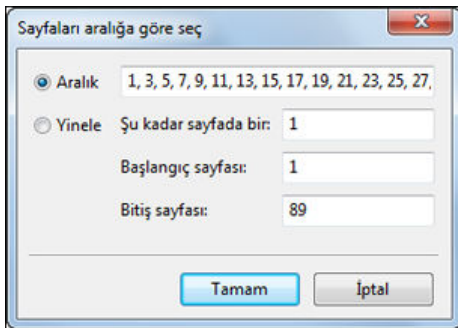 Sayfaları aralığa göre seç
Aralık 1, 3, 5, 7, 9, 11, 13, 15, 17, 19, 21, 23, 25, 27,
Yinele Şu kadar sayfada bir: 1
Başlangıç sayfası: 1
Bitiş sayfası: 89
Tamam İptal